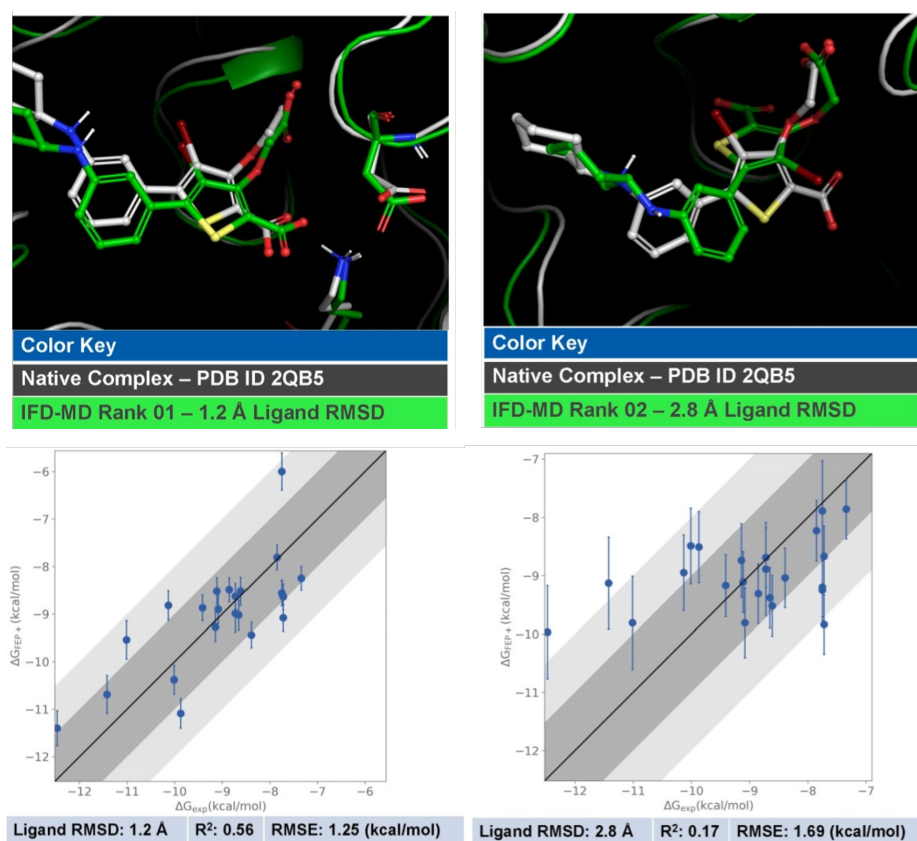 Color Key
Native Complex – PDB ID 2QB5
IFD-MD Rank 01 – 1.2 Å Ligand RMSD
Color Key
Native Complex – PDB ID 2QB5
IFD-MD Rank 02 – 2.8 Å Ligand RMSD
−6
−7
−8
−9
−10
−11
−12
ΔG_FEP+ (kcal/mol)
−12 −11 −10 −9 −8 −7 −6
ΔG_exp (kcal/mol)
Ligand RMSD: 1.2 Å R²: 0.56 RMSE: 1.25 (kcal/mol)
−7
−8
−9
−10
−11
−12
ΔG_FEP+ (kcal/mol)
−12 −11 −10 −9 −8 −7
ΔG_exp (kcal/mol)
Ligand RMSD: 2.8 Å R²: 0.17 RMSE: 1.69 (kcal/mol)